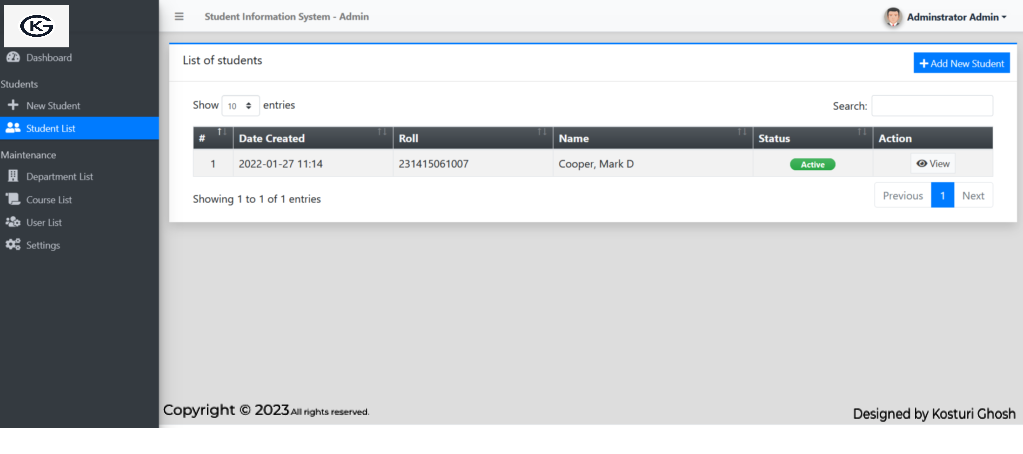 KG
Student Information System - Admin
Adminstrator Admin
Dashboard
Students
New Student
Student List
Maintenance
Department List
Course List
User List
Settings
List of students
Add New Student
Show 10 entries
Search:
# Date Created Roll Name Status Action
1 2022-01-27 11:14 231415061007 Cooper, Mark D Active View
Showing 1 to 1 of 1 entries
Previous 1 Next
Copyright © 2023.All rights reserved.
Designed by Kosturi Ghosh